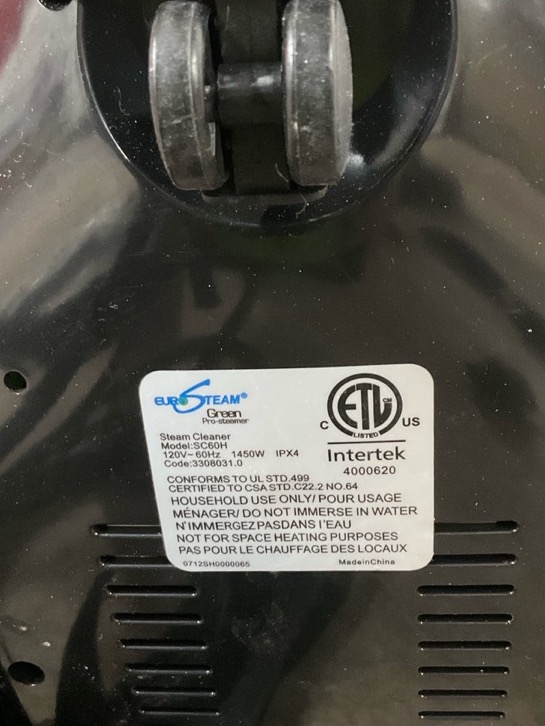 EUROSTEAM®
Green
Pro-steamer
Steam Cleaner
Model:SC60H
120V~60Hz 1450W IPX4
Code:3308031.0
ETL CM
LISTED
C US
Intertek
4000620
CONFORMS TO UL STD.499
CERTIFIED TO CSA STD.C22.2 NO.64
HOUSEHOLD USE ONLY/ POUR USAGE
MÉNAGER/ DO NOT IMMERSE IN WATER
N'IMMERGEZ PASDANS I'EAU
NOT FOR SPACE HEATING PURPOSES
PAS POUR LE CHAUFFAGE DES LOCAUX
0712SH0000065 MadeinChina